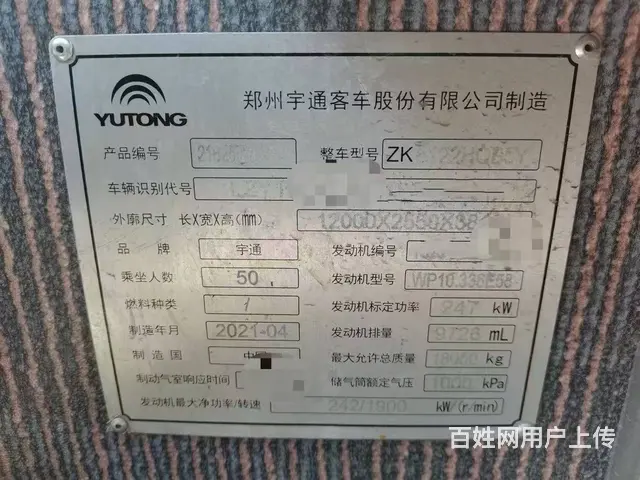 YUTONG 郑州宇通客车股份有限公司制造
产品编号 整车型号 ZK
车辆识别代号
外廓尺寸 长X宽X高(mm) 12000X2550X38
品牌 宇通 发动机编号
乘坐人数 50 发动机型号 WP10.336E53
燃料种类 1 发动机标定功率 247 kW
制造年月 2021-04 发动机排量 9726 mL
制造国 最大允许总质量 18000 kg
制动气室响应时间 储气筒额定气压 1000 kPa
发动机最大净功率/转速 242/1900 kW/(r/min)
百姓网用户上传